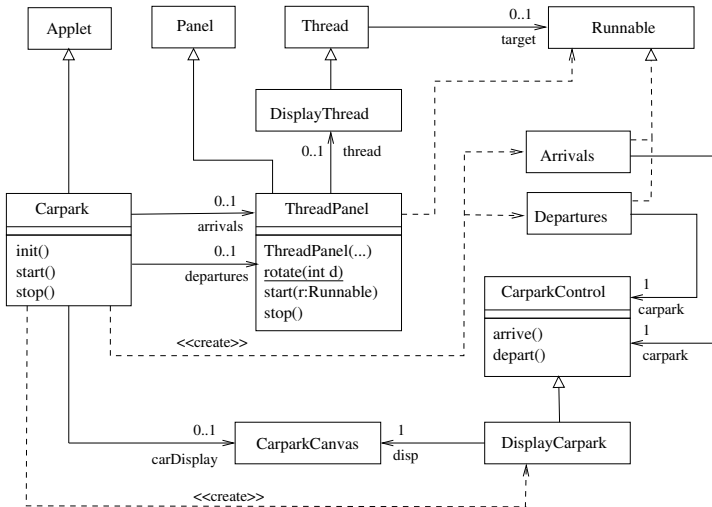 Applet
Panel
Thread
0..1
target
Runnable
DisplayThread
0..1
thread
Arrivals
Carpark
0..1
arrivals
ThreadPanel
Departures
init()
start()
stop()
0..1
departures
ThreadPanel(...)
rotate(int d)
start(r:Runnable)
stop()
CarparkControl
1
carpark
arrive()
depart()
1
carpark
<<create>>
0..1
carDisplay
CarparkCanvas
1
disp
DisplayCarpark
<<create>>